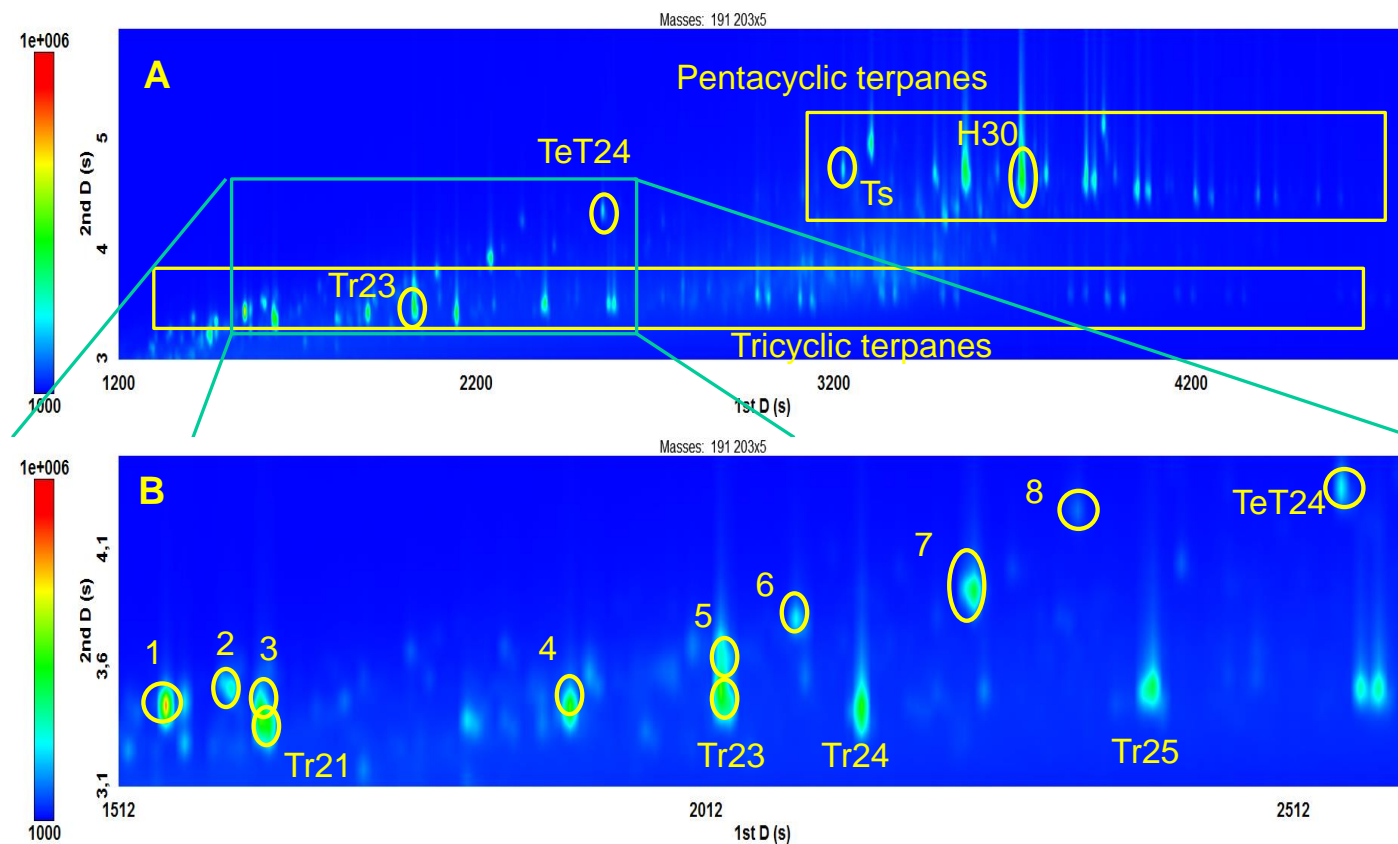 Masses: 191 203x5
1e+006
A
Pentacyclic terpanes
H30
TeT24
Ts
Tr23
Tricyclic terpanes
2nd D (s)
5
4
3
1000
1200
2200
3200
4200
1st D (s)
Masses: 191 203x5
1e+006
B
8
TeT24
7
6
5
4
3
2
1
Tr21
Tr23
Tr24
Tr25
2nd D (s)
4,1
3,6
3,1
1000
1512
2012
2512
1st D (s)